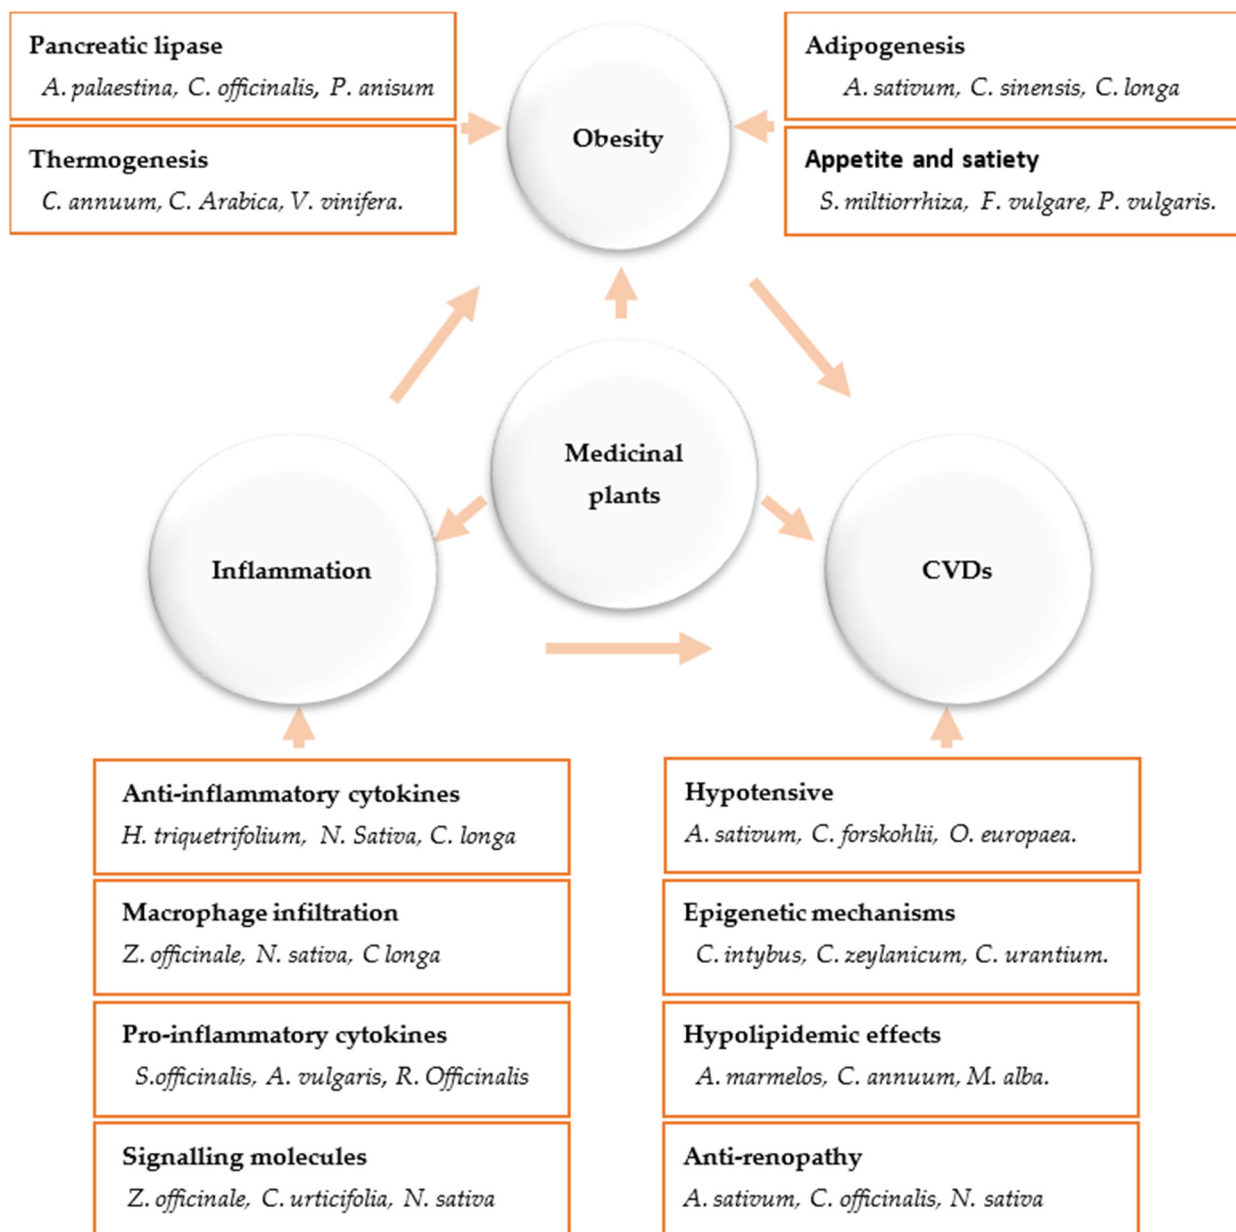 Pancreatic lipase
A. palaestina, C. officinalis, P. anisum
Thermogenesis
C. annuum, C. Arabica, V. vinifera.
Obesity
Adipogenesis
A. sativum, C. sinensis, C. longa
Appetite and satiety
S. miltiorrhiza, F. vulgare, P. vulgaris.
Medicinal
plants
Inflammation
CVDs
Anti-inflammatory cytokines
H. triquetrifolium, N. Sativa, C. longa
Macrophage infiltration
Z. officinale, N. sativa, C longa
Pro-inflammatory cytokines
S.officinalis, A. vulgaris, R. Officinalis
Signalling molecules
Z. officinale, C. urticifolia, N. sativa
Hypotensive
A. sativum, C. forskohlii, O. europaea.
Epigenetic mechanisms
C. intybus, C. zeylanicum, C. urantium.
Hypolipidemic effects
A. marmelos, C. annuum, M. alba.
Anti-renopathy
A. sativum, C. officinalis, N. sativa